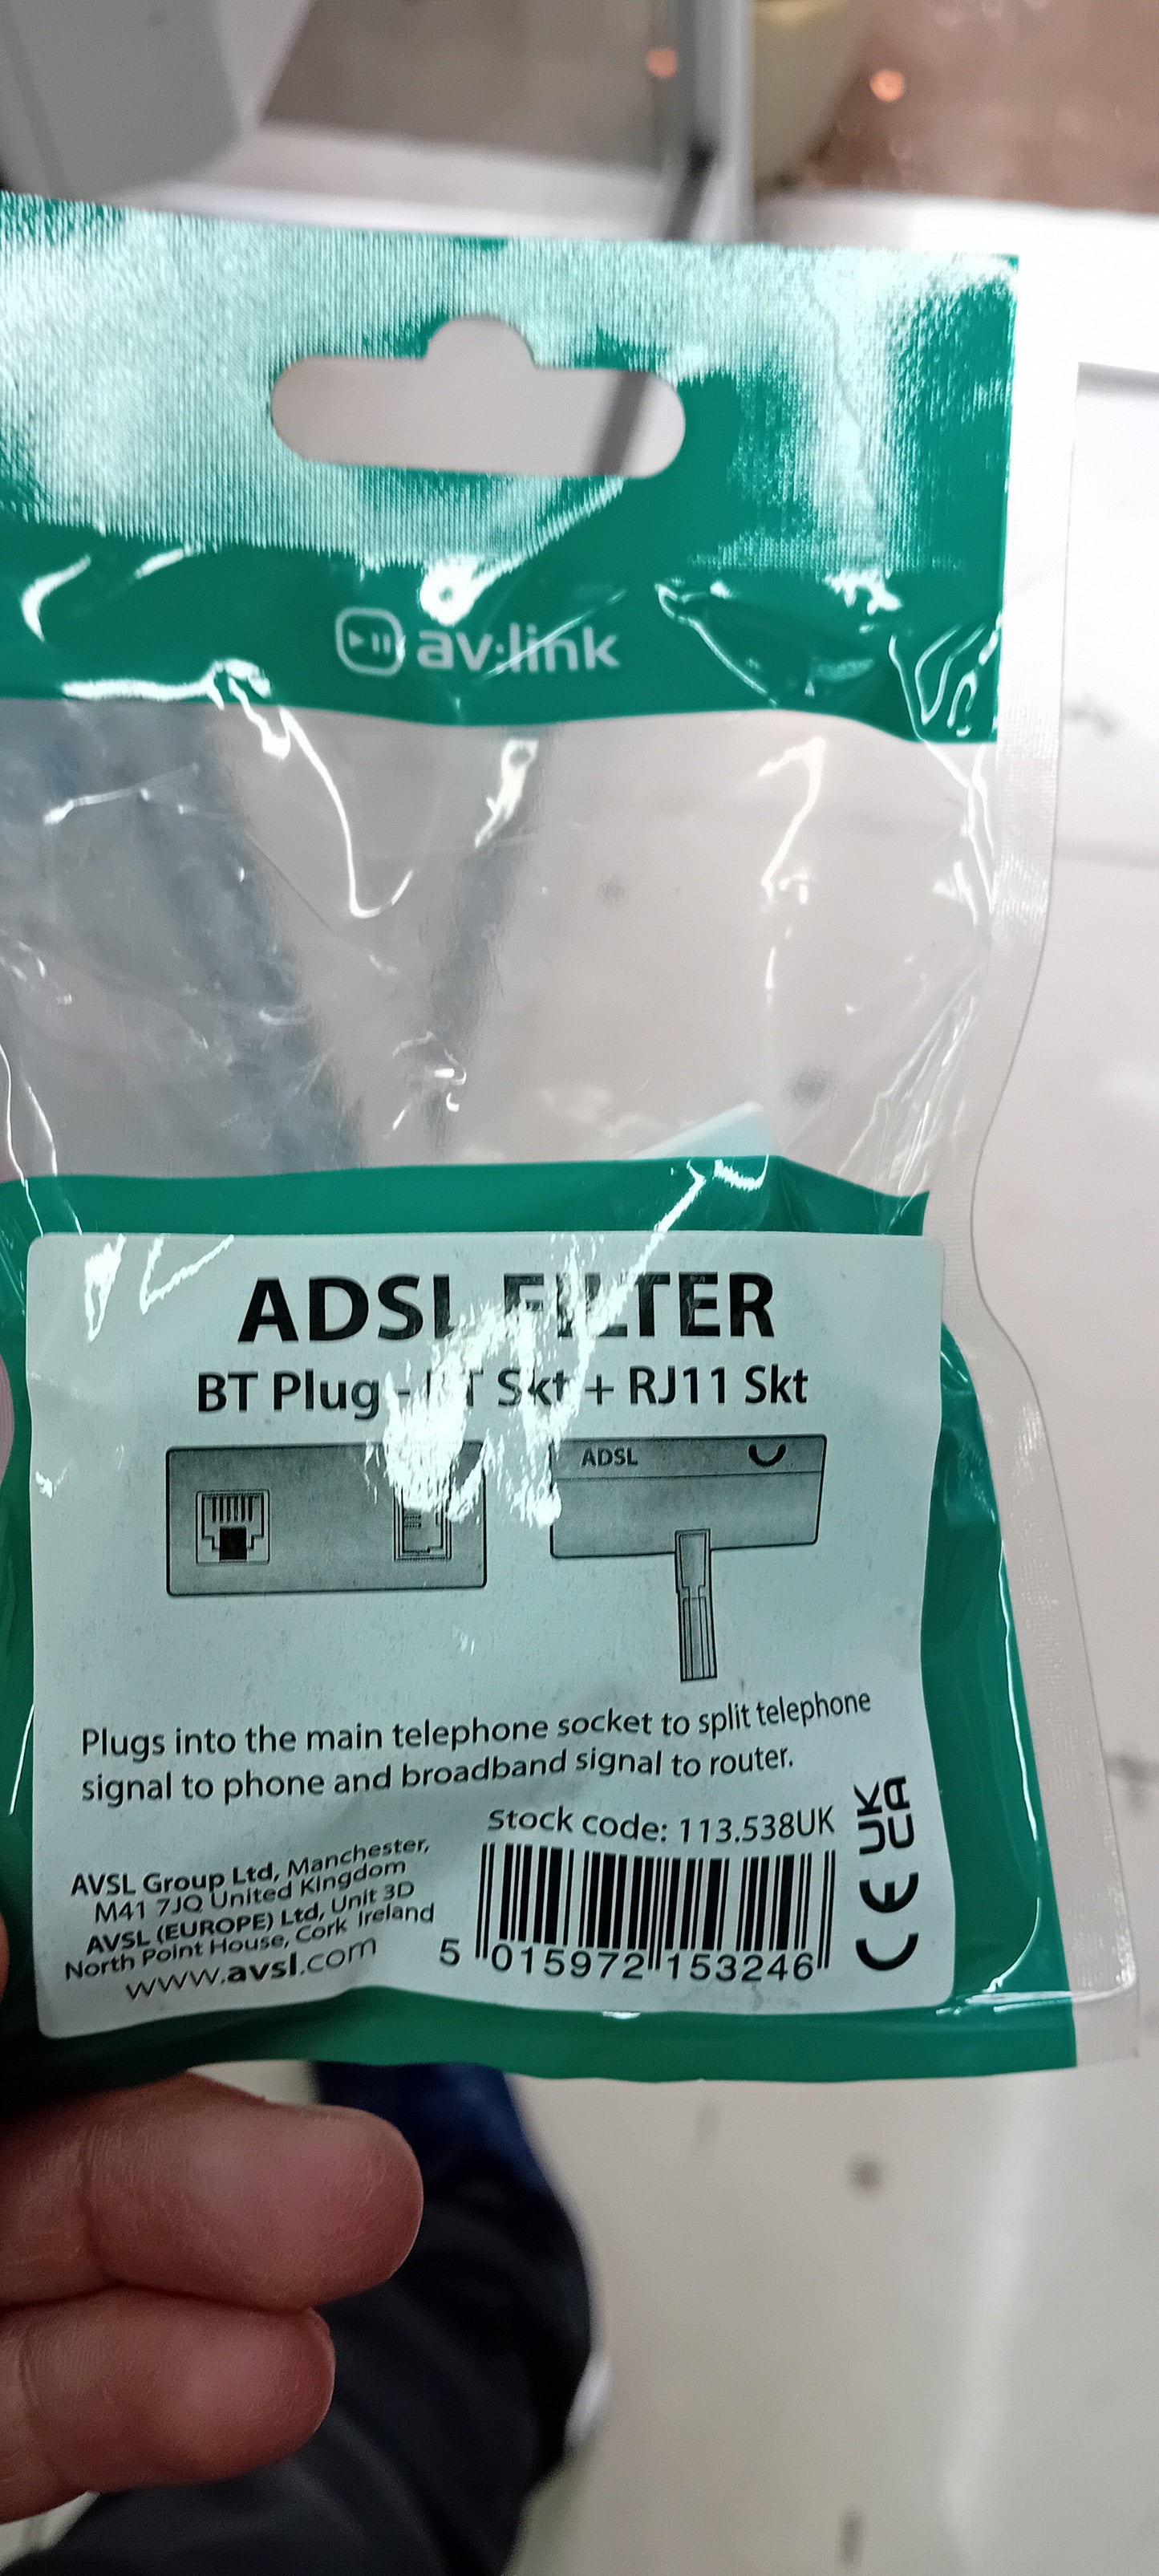 av:link
ADSL FILTER
BT Plug - BT Skt + RJ11 Skt
ADSL
Plugs into the main telephone socket to split telephone
signal to phone and broadband signal to router.
Stock code: 113.538UK
UK
CA
CE
AVSL Group Ltd, Manchester,
M41 7JQ United Kingdom
AVSL (EUROPE) Ltd, Unit 3D
North Point House, Cork Ireland
www.avsl.com
5 015972 153246